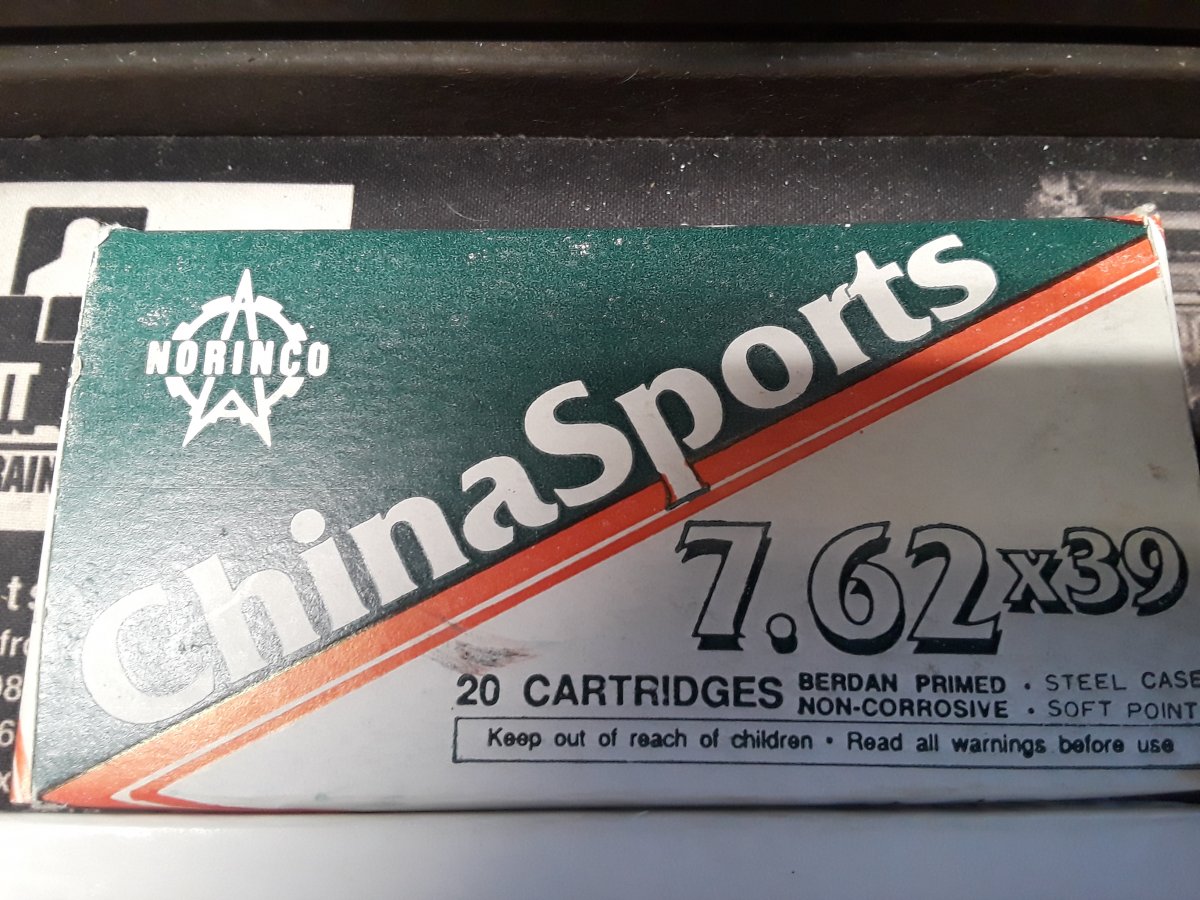 NORINCO
ChinaSports
7.62x39
20 CARTRIDGES
BERDAN PRIMED • STEEL CASE
NON-CORROSIVE • SOFT POINT
Keep out of reach of children • Read all warnings before use